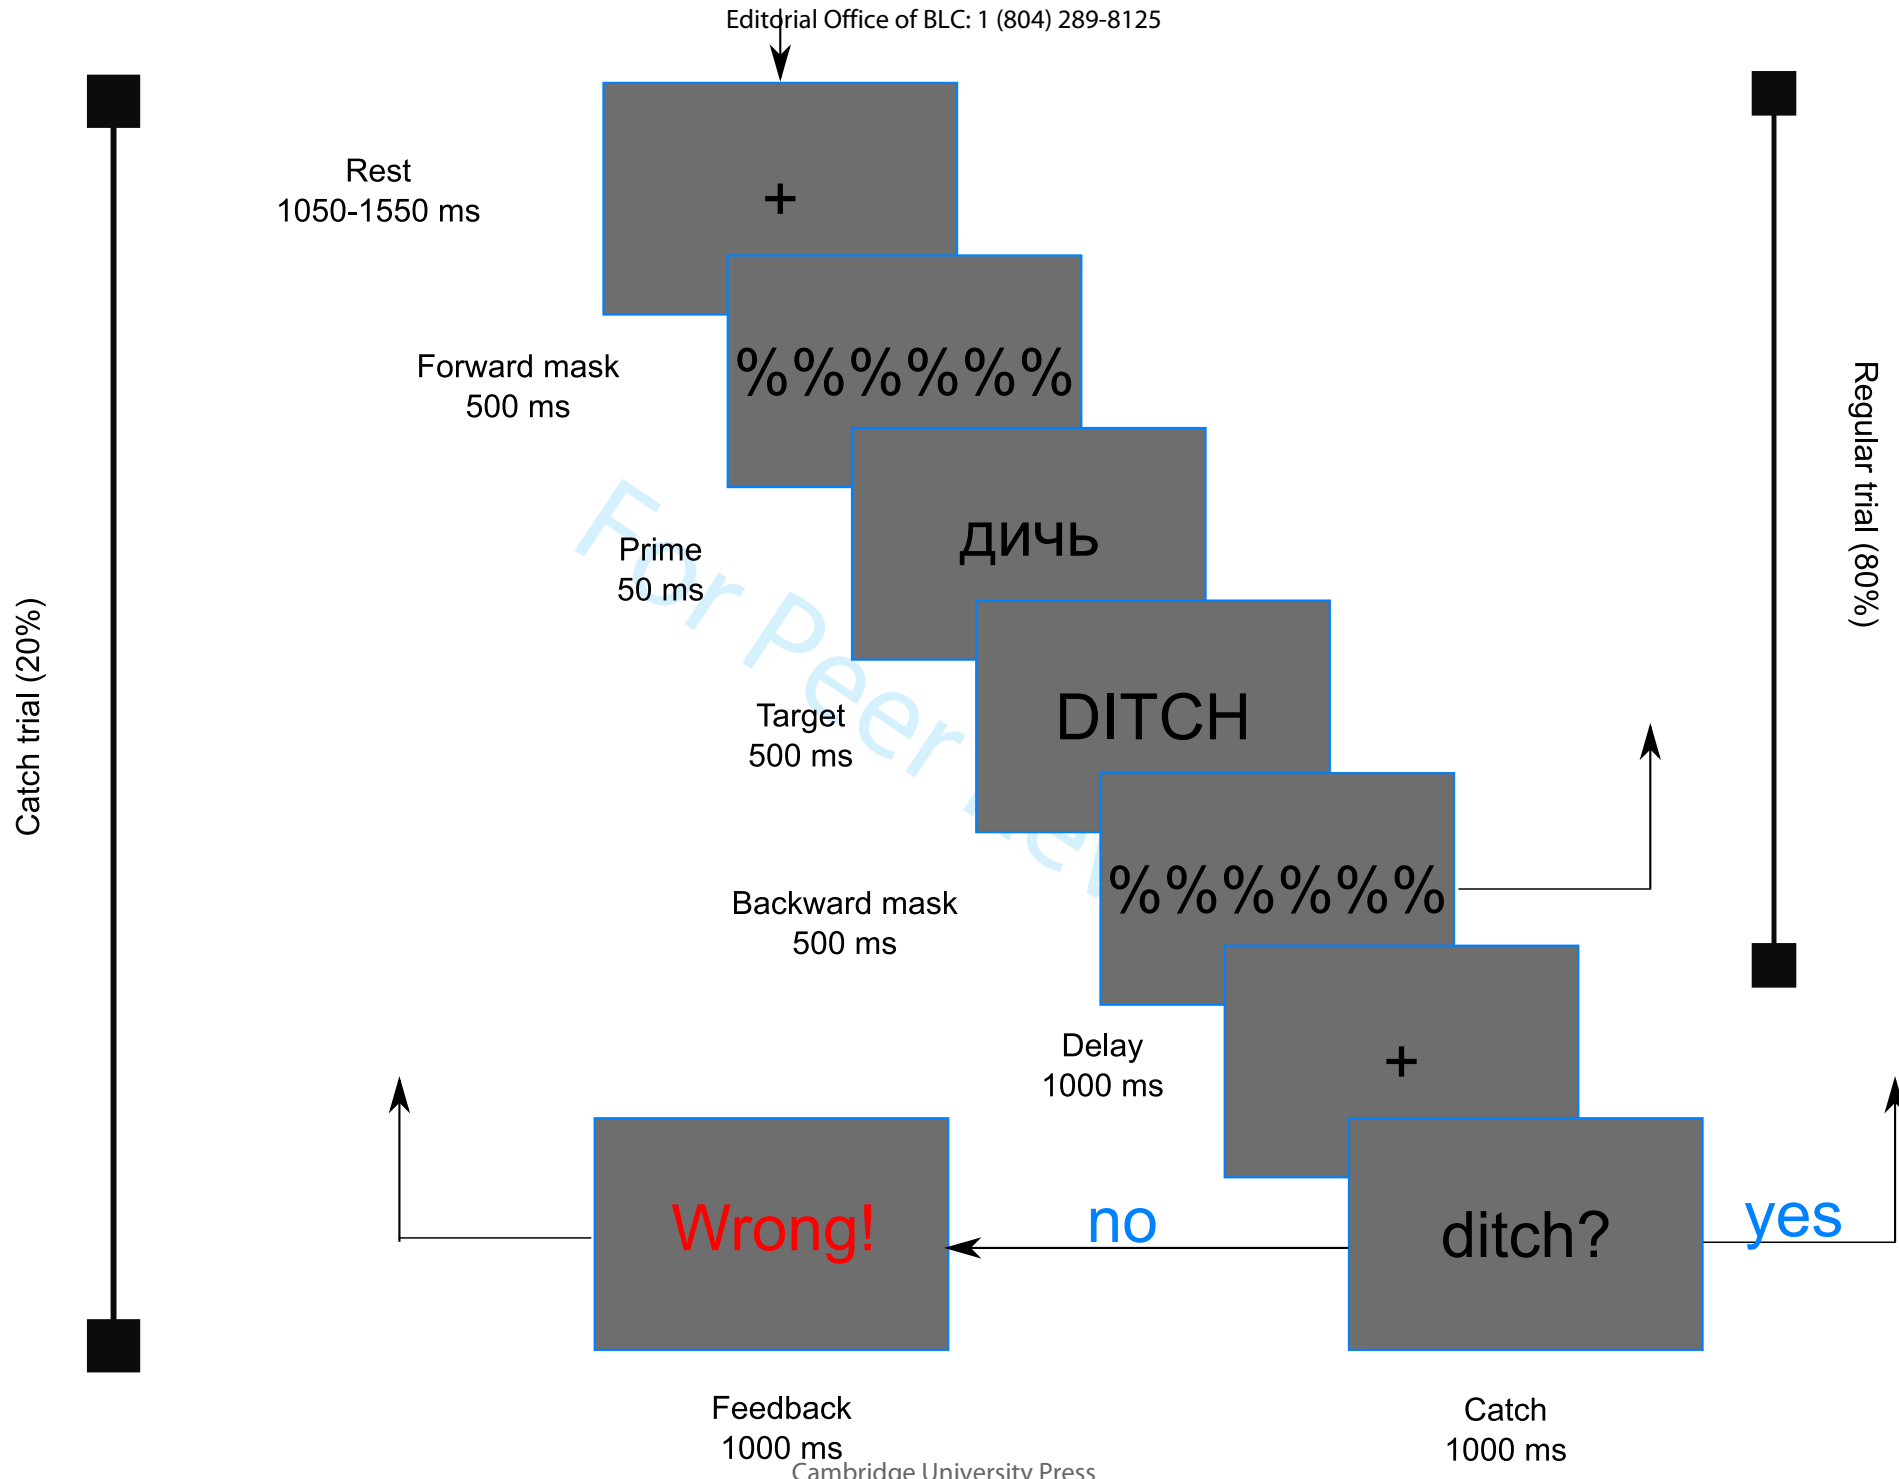 Editorial Office of BLC: 1 (804) 289-8125
Rest
1050-1550 ms
+
Forward mask
500 ms
%%%%%%
Prime
50 ms
дичь
Target
500 ms
DITCH
Backward mask
500 ms
%%%%%%
Delay
1000 ms
+
Catch trial (20%)
Regular trial (80%)
Wrong!
no
ditch?
yes
Feedback
1000 ms
Catch
1000 ms
For Peer
Cambridge University Press